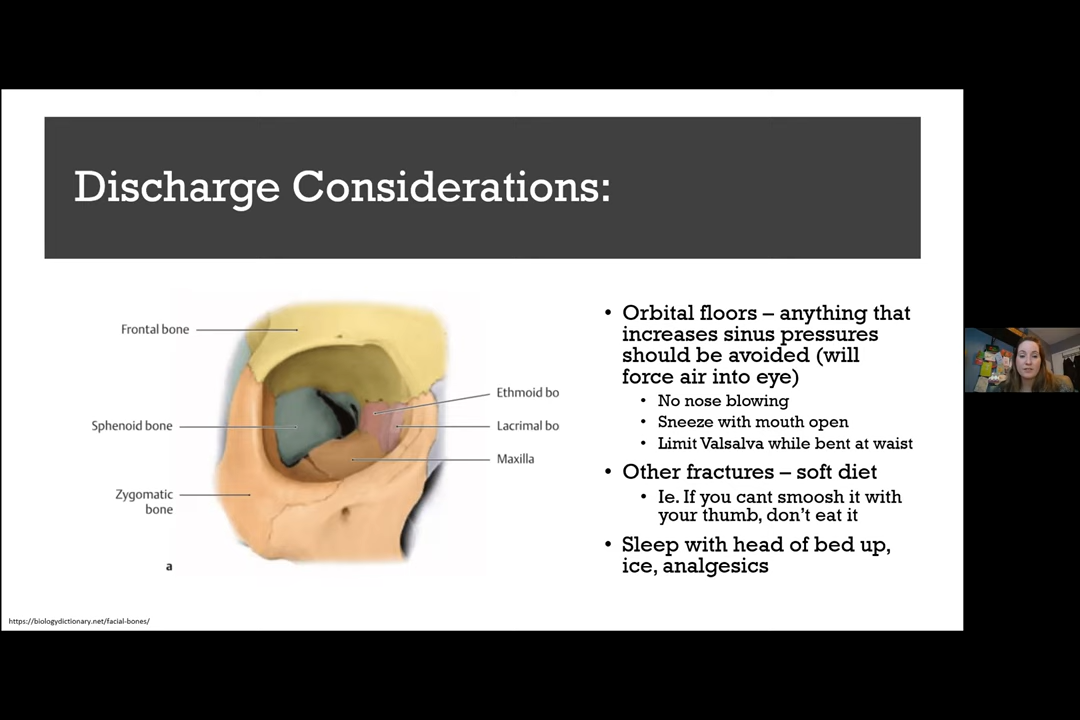 Discharge Considerations:
Frontal bone
Sphenoid bone
Zygomatic
bone
a
Ethmoid bo
Lacrimal bo
Maxilla
• Orbital floors – anything that
increases sinus pressures
should be avoided (will
force air into eye)
• No nose blowing
• Sneeze with mouth open
• Limit Valsalva while bent at waist
• Other fractures – soft diet
• Ie. If you cant smoosh it with
your thumb, don't eat it
• Sleep with head of bed up,
ice, analgesics
https://biologydictionary.net/facial-bones/